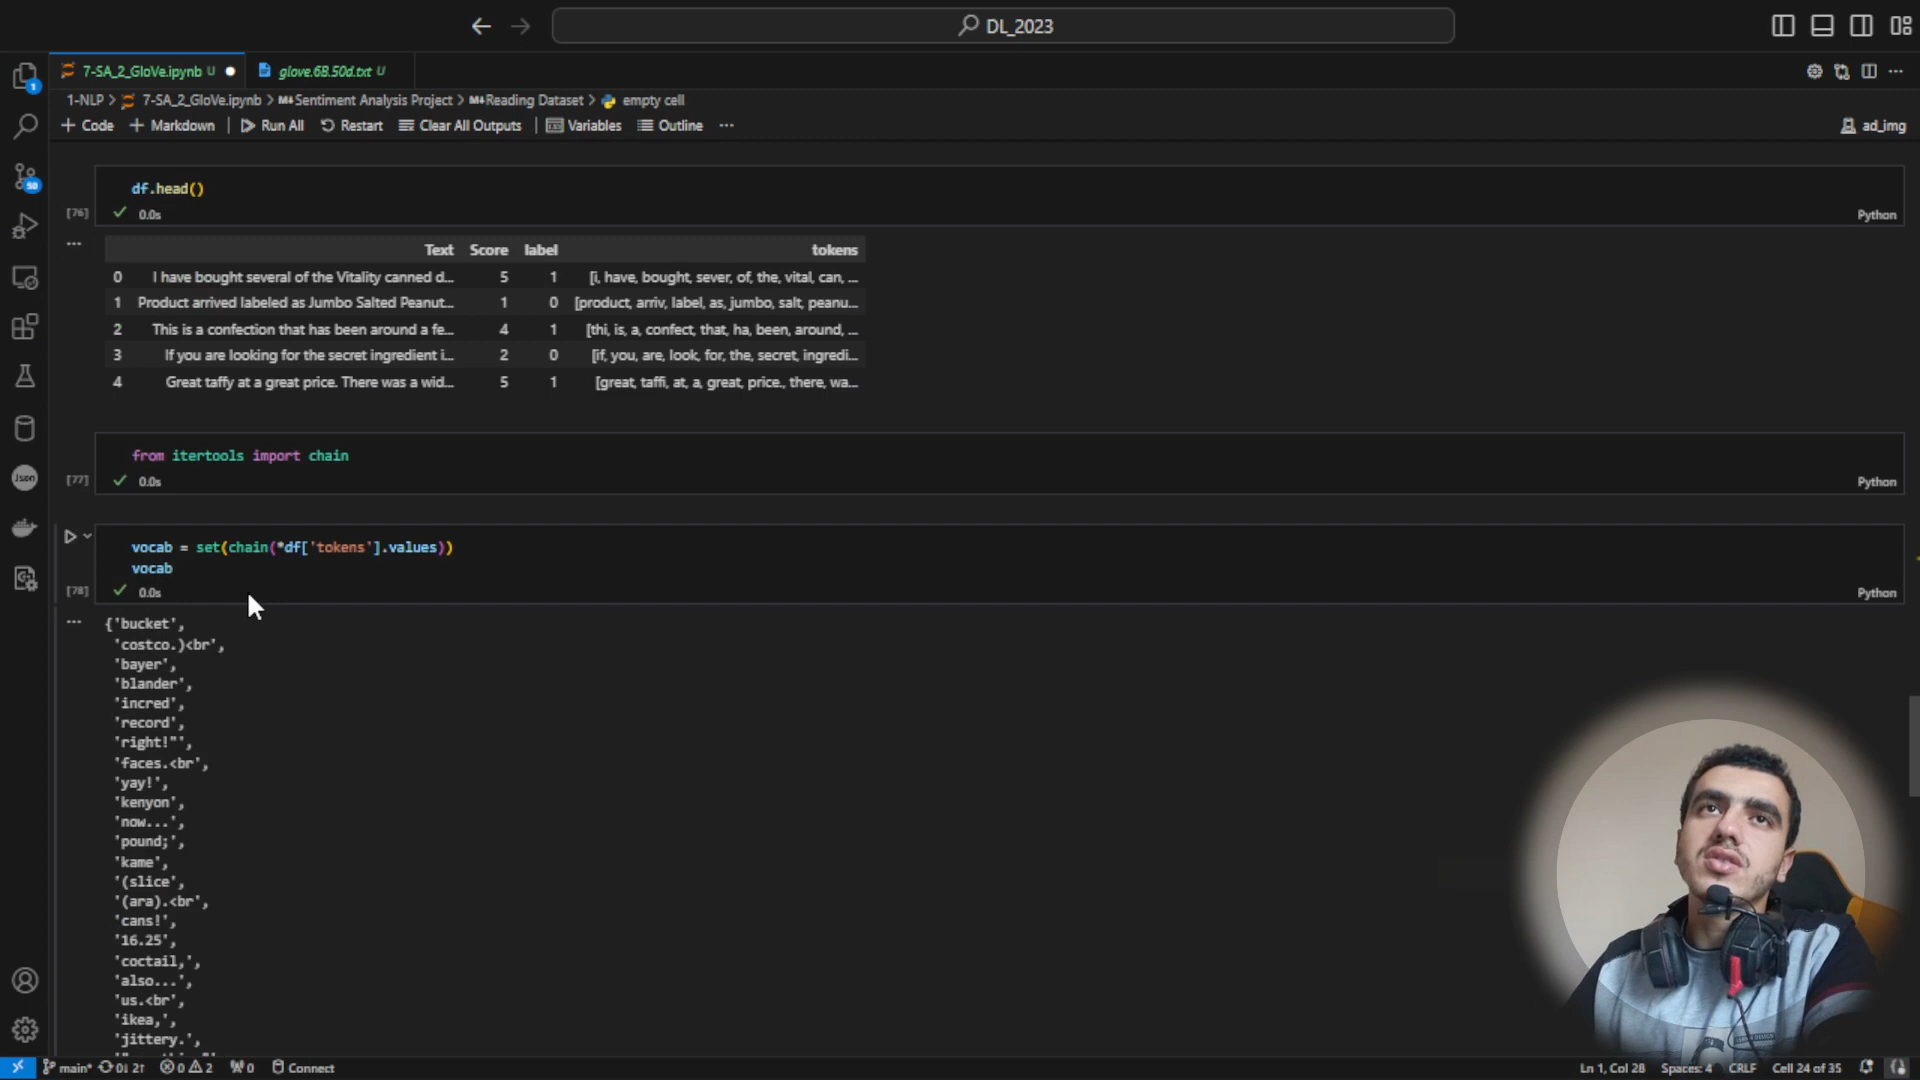 DL_2023
7-SA_2_GloVe.ipynb U
glove.6B.50d.txt U
1-NLP > 7-SA_2_GloVe.ipynb > M↓Sentiment Analysis Project > M↓Reading Dataset > empty cell
+ Code + Markdown Run All Restart Clear All Outputs Variables Outline ...
ad_img
df.head()
[76] 0.0s
Python
Text Score label tokens
0 I have bought several of the Vitality canned d... 5 1 [i, have, bought, sever, of, the, vital, can, ...
1 Product arrived labeled as Jumbo Salted Peanut... 1 0 [product, arriv, label, as, jumbo, salt, peanu...
2 This is a confection that has been around a fe... 4 1 [thi, is, a, confect, that, ha, been, around, ...
3 If you are looking for the secret ingredient i... 2 0 [if, you, are, look, for, the, secret, ingredi...
4 Great taffy at a great price. There was a wid... 5 1 [great, taffi, at, a, great, price., there, wa...
from itertools import chain
[77] 0.0s
Python
vocab = set(chain(*df['tokens'].values))
vocab
[78] 0.0s
Python
{'bucket',
'costco.)<br',
'bayer',
'blander',
'incred',
'record',
'right!"',
'faces.<br',
'yay!',
'kenyon',
'now...',
'pound;',
'kame',
'(slice',
'(ara).<br',
'cans!',
'16.25',
'coctail,',
'also...',
'us.<br',
'ikea,',
'jittery.',
1
50
Json
main* 0↓ 2↑ 0 2 0 Connect
Ln 1, Col 28 Spaces: 4 CRLF Cell 24 of 35